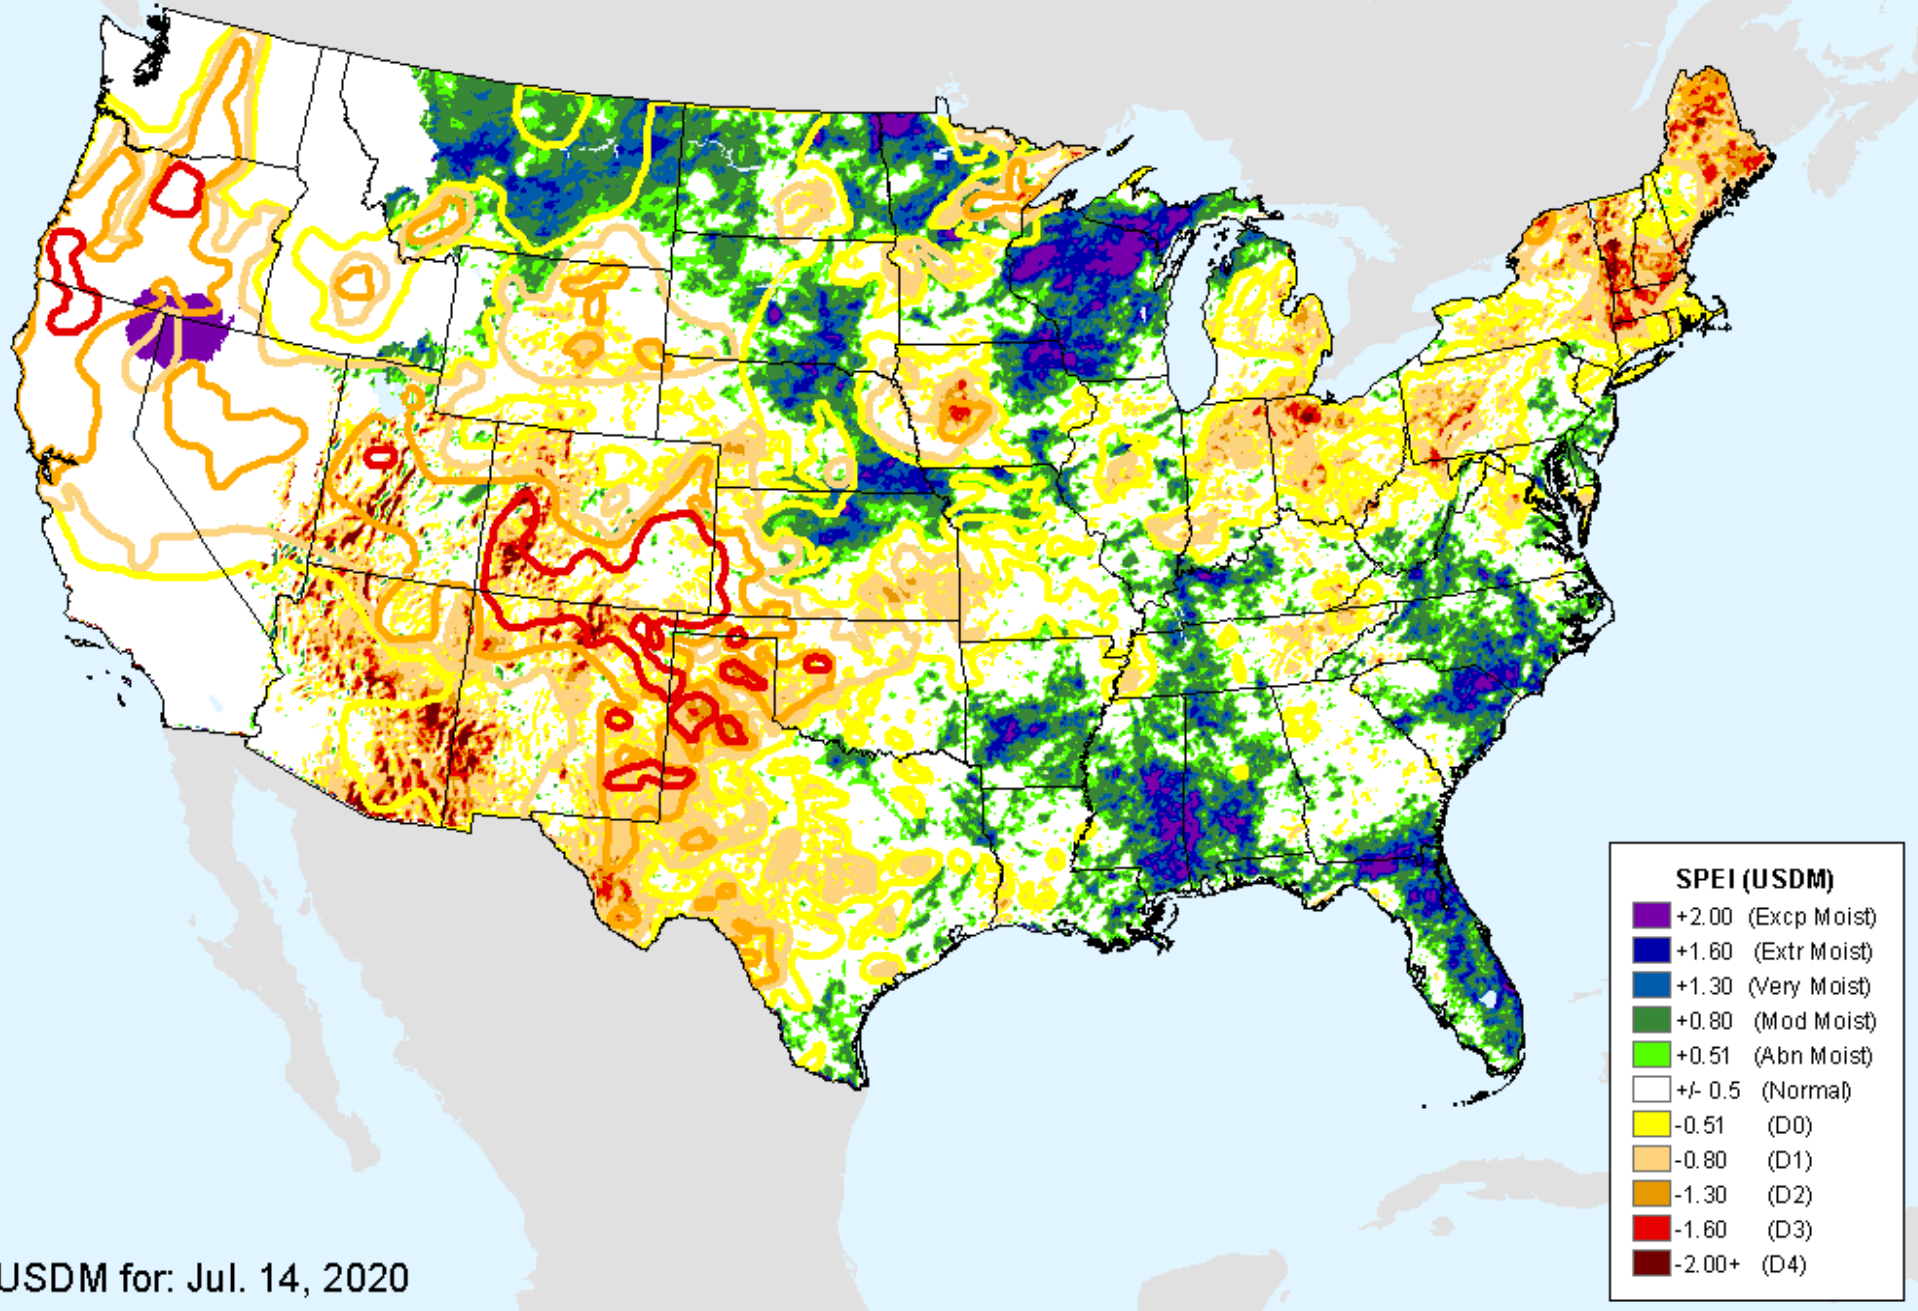 SPEI (USDM)
+2.00 (Excp Moist)
+1.60 (Extr Moist)
+1.30 (Very Moist)
+0.80 (Mod Moist)
+0.51 (Abn Moist)
+/- 0.5 (Normal)
-0.51 (D0)
-0.80 (D1)
-1.30 (D2)
-1.60 (D3)
-2.00+ (D4)
USDM for: Jul. 14, 2020